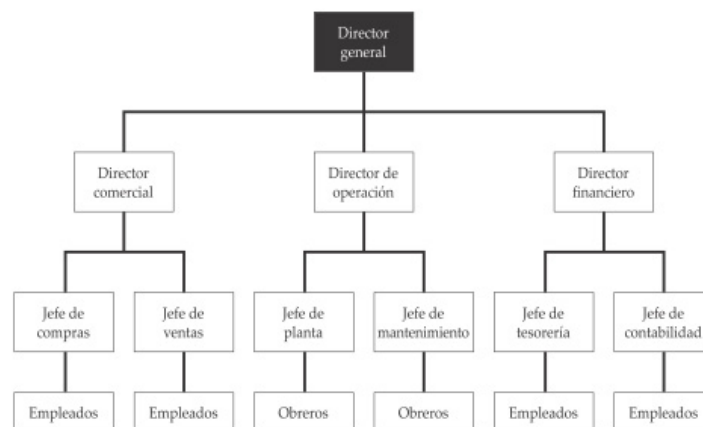 Director
general
Director
comercial
Director de
operación
Director
financiero
Jefe de
compras
Jefe de
ventas
Jefe de
planta
Jefe de
mantenimiento
Jefe de
tesorería
Jefe de
contabilidad
Empleados
Empleados
Obreros
Obreros
Empleados
Empleados